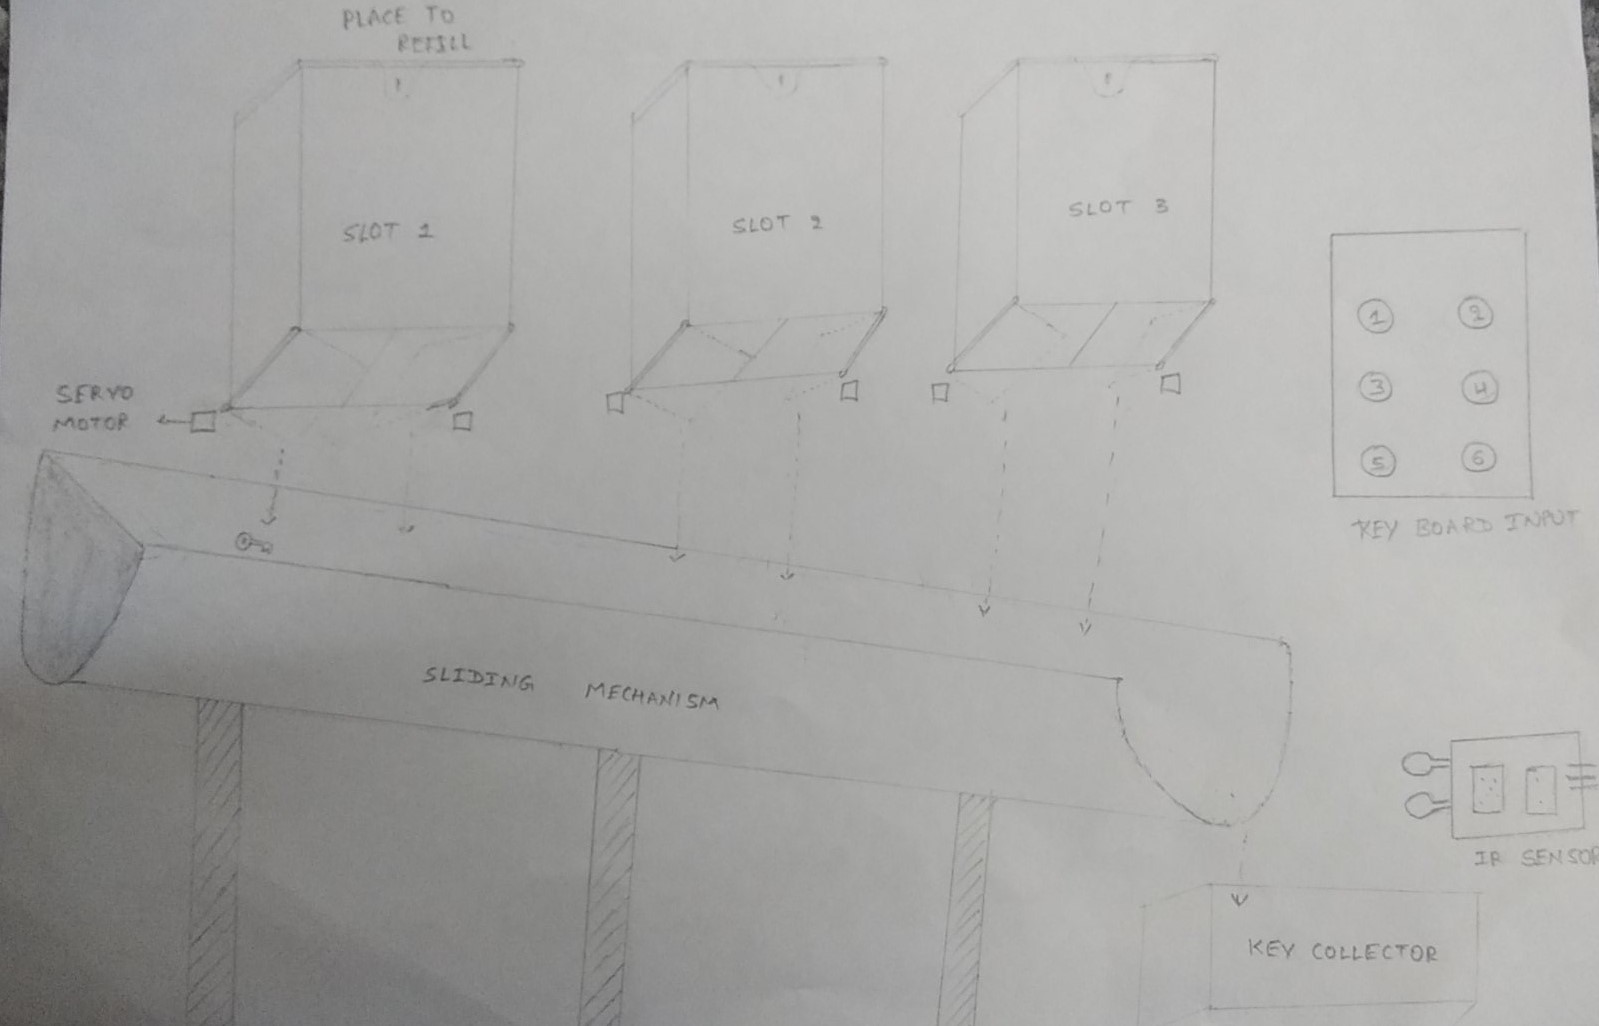 PLACE TO
REFILL
SLOT 1
SLOT 2
SLOT 3
1 2
3 4
5 6
KEY BOARD INPUT
SERVO
MOTOR
SLIDING MECHANISM
IR SENSOR
KEY COLLECTOR